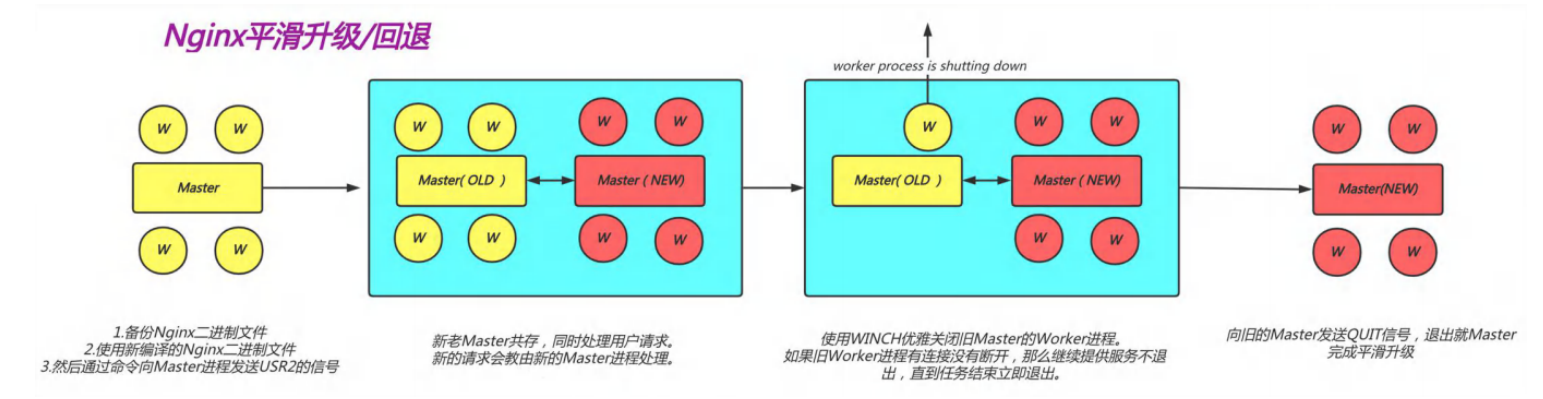 Nginx平滑升级/回退
W W
Master
W W
1.备份Nginx二进制文件
2.使用新编译的Nginx二进制文件
3.然后通过命令向Master进程发送USR2的信号
W W W W
Master( OLD ) Master ( NEW)
W W W W
新老Master共存，同时处理用户请求。
新的请求会教由新的Master进程处理。
worker process is shutting down
W W W
Master( OLD ) Master ( NEW)
W W
使用WINCH优雅关闭旧Master的Worker进程。
如果旧Worker进程有连接没有断开，那么继续提供服务不退
出，直到任务结束立即退出。
W W
Master(NEW)
W W
向旧的Master发送QUIT信号，退出就Master
完成平滑升级